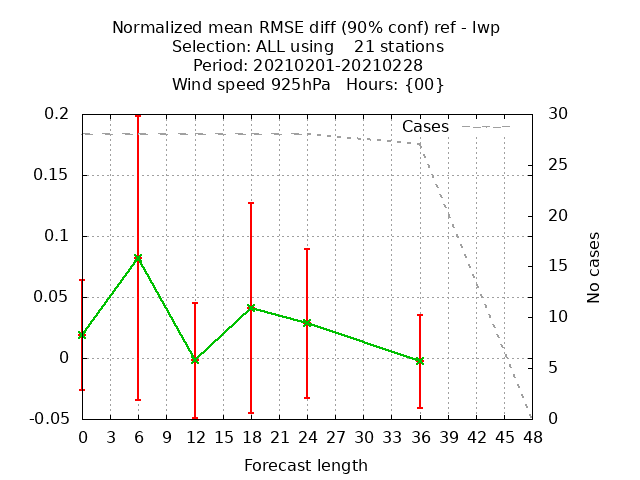 Normalized mean RMSE diff (90% conf) ref - lwp
Selection: ALL using    21 stations
Period: 20210201-20210228
Wind speed 925hPa   Hours: {00}
Cases
0.2
0.15
0.1
0.05
0
-0.05
30
25
20
15
10
5
0
No cases
0 3 6 9 12 15 18 21 24 27 30 33 36 39 42 45 48
Forecast length